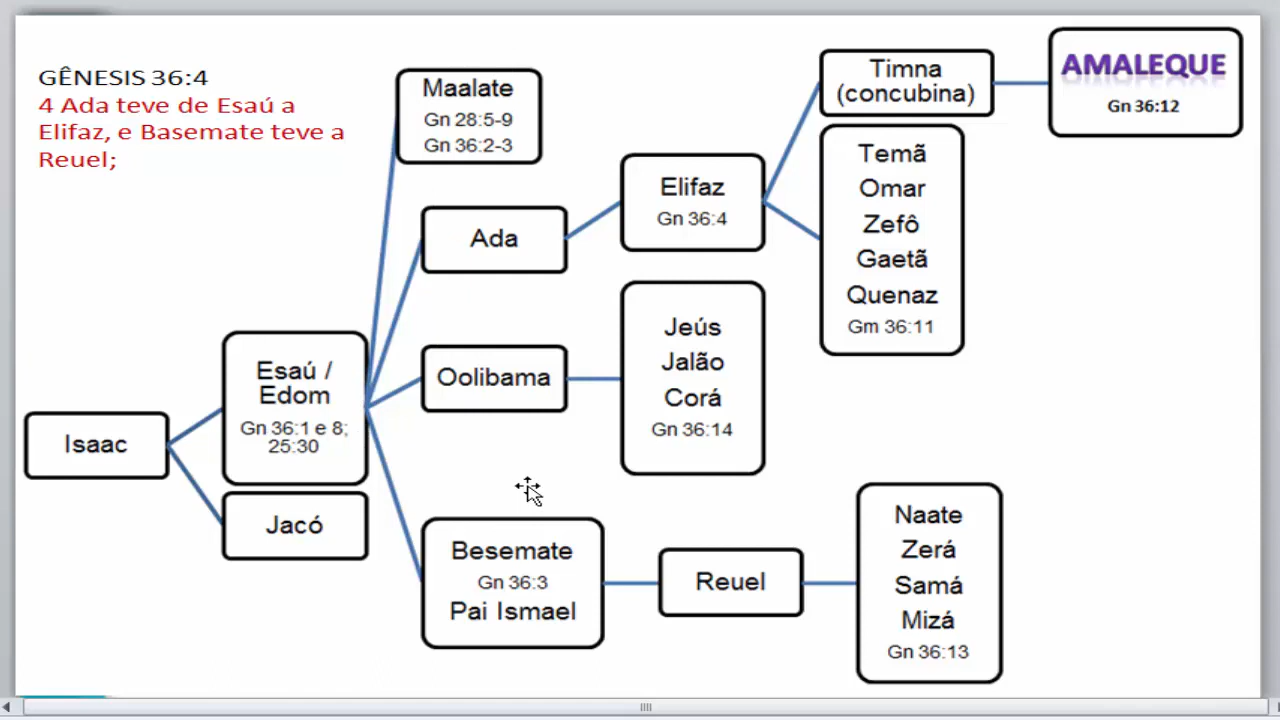 GÊNESIS 36:4
4 Ada teve de Esaú a
Elifaz, e Basemate teve a
Reuel;
Isaac
Esaú /
Edom
Gn 36:1 e 8;
25:30
Jacó
Maalate
Gn 28:5-9
Gn 36:2-3
Ada
Oolibama
Besemate
Gn 36:3
Pai Ismael
Elifaz
Gn 36:4
Jeús
Jalão
Corá
Gn 36:14
Reuel
Timna
(concubina)
Temã
Omar
Zefô
Gaetã
Quenaz
Gm 36:11
Naate
Zerá
Samá
Mizá
Gn 36:13
AMALEQUE
Gn 36:12